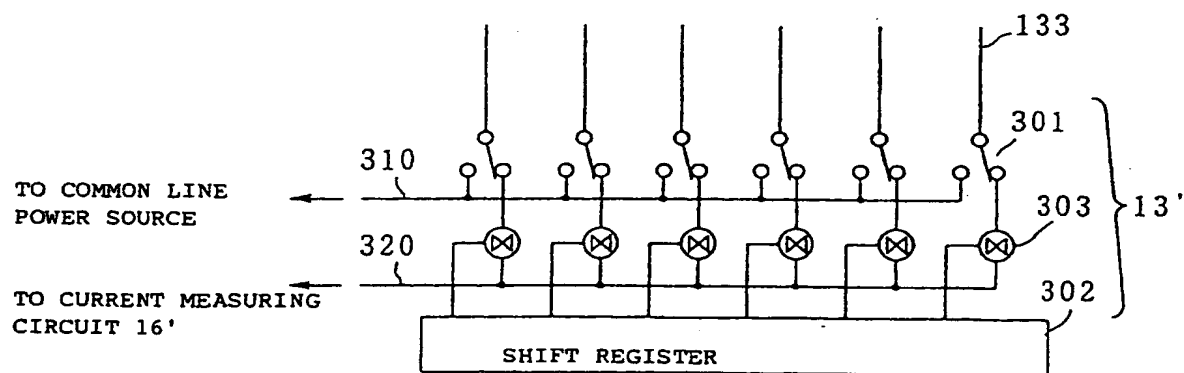 133
301
310
TO COMMON LINE
POWER SOURCE
13'
303
320
TO CURRENT MEASURING
CIRCUIT 16'
302
SHIFT REGISTER